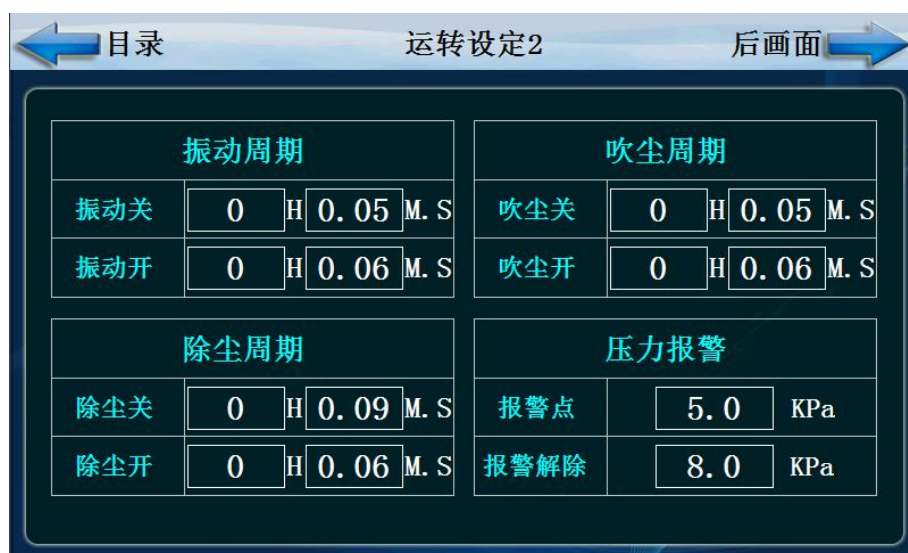 目录 运转设定2 后画面
振动周期 吹尘周期
振动关 0 H 0.05 M.S 吹尘关 0 H 0.05 M.S
振动开 0 H 0.06 M.S 吹尘开 0 H 0.06 M.S
除尘周期 压力报警
除尘关 0 H 0.09 M.S 报警点 5.0 KPa
除尘开 0 H 0.06 M.S 报警解除 8.0 KPa